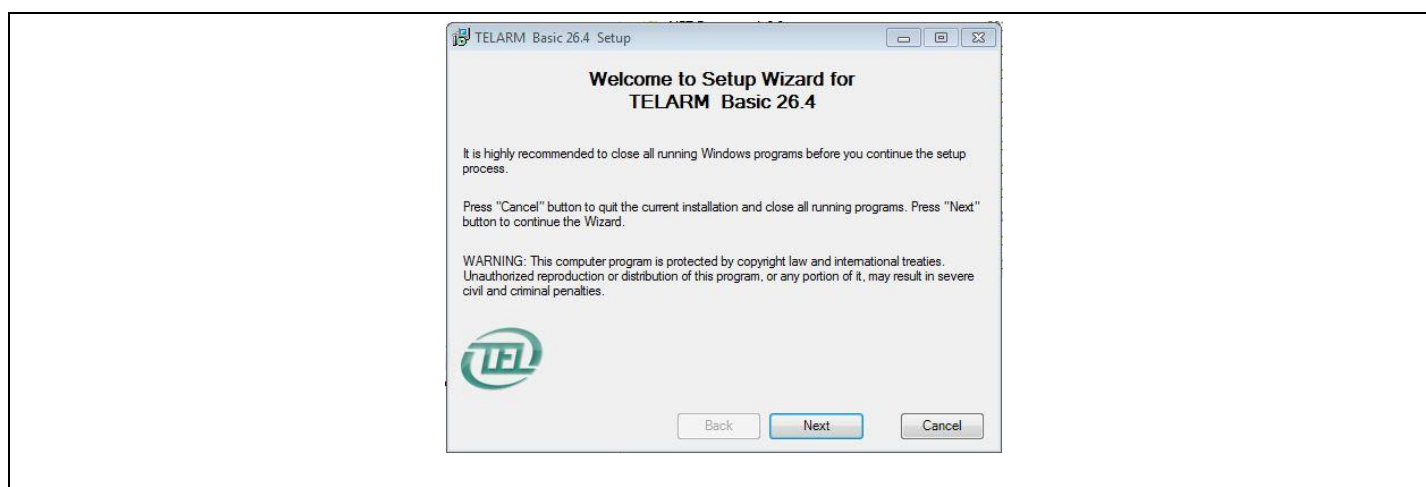 TELARM Basic 26.4 Setup
Welcome to Setup Wizard for
TELARM Basic 26.4
It is highly recommended to close all running Windows programs before you continue the setup
process.
Press "Cancel" button to quit the current installation and close all running programs. Press "Next"
button to continue the Wizard.
WARNING: This computer program is protected by copyright law and international treaties.
Unauthorized reproduction or distribution of this program, or any portion of it, may result in severe
civil and criminal penalties.
TEL
Back Next Cancel